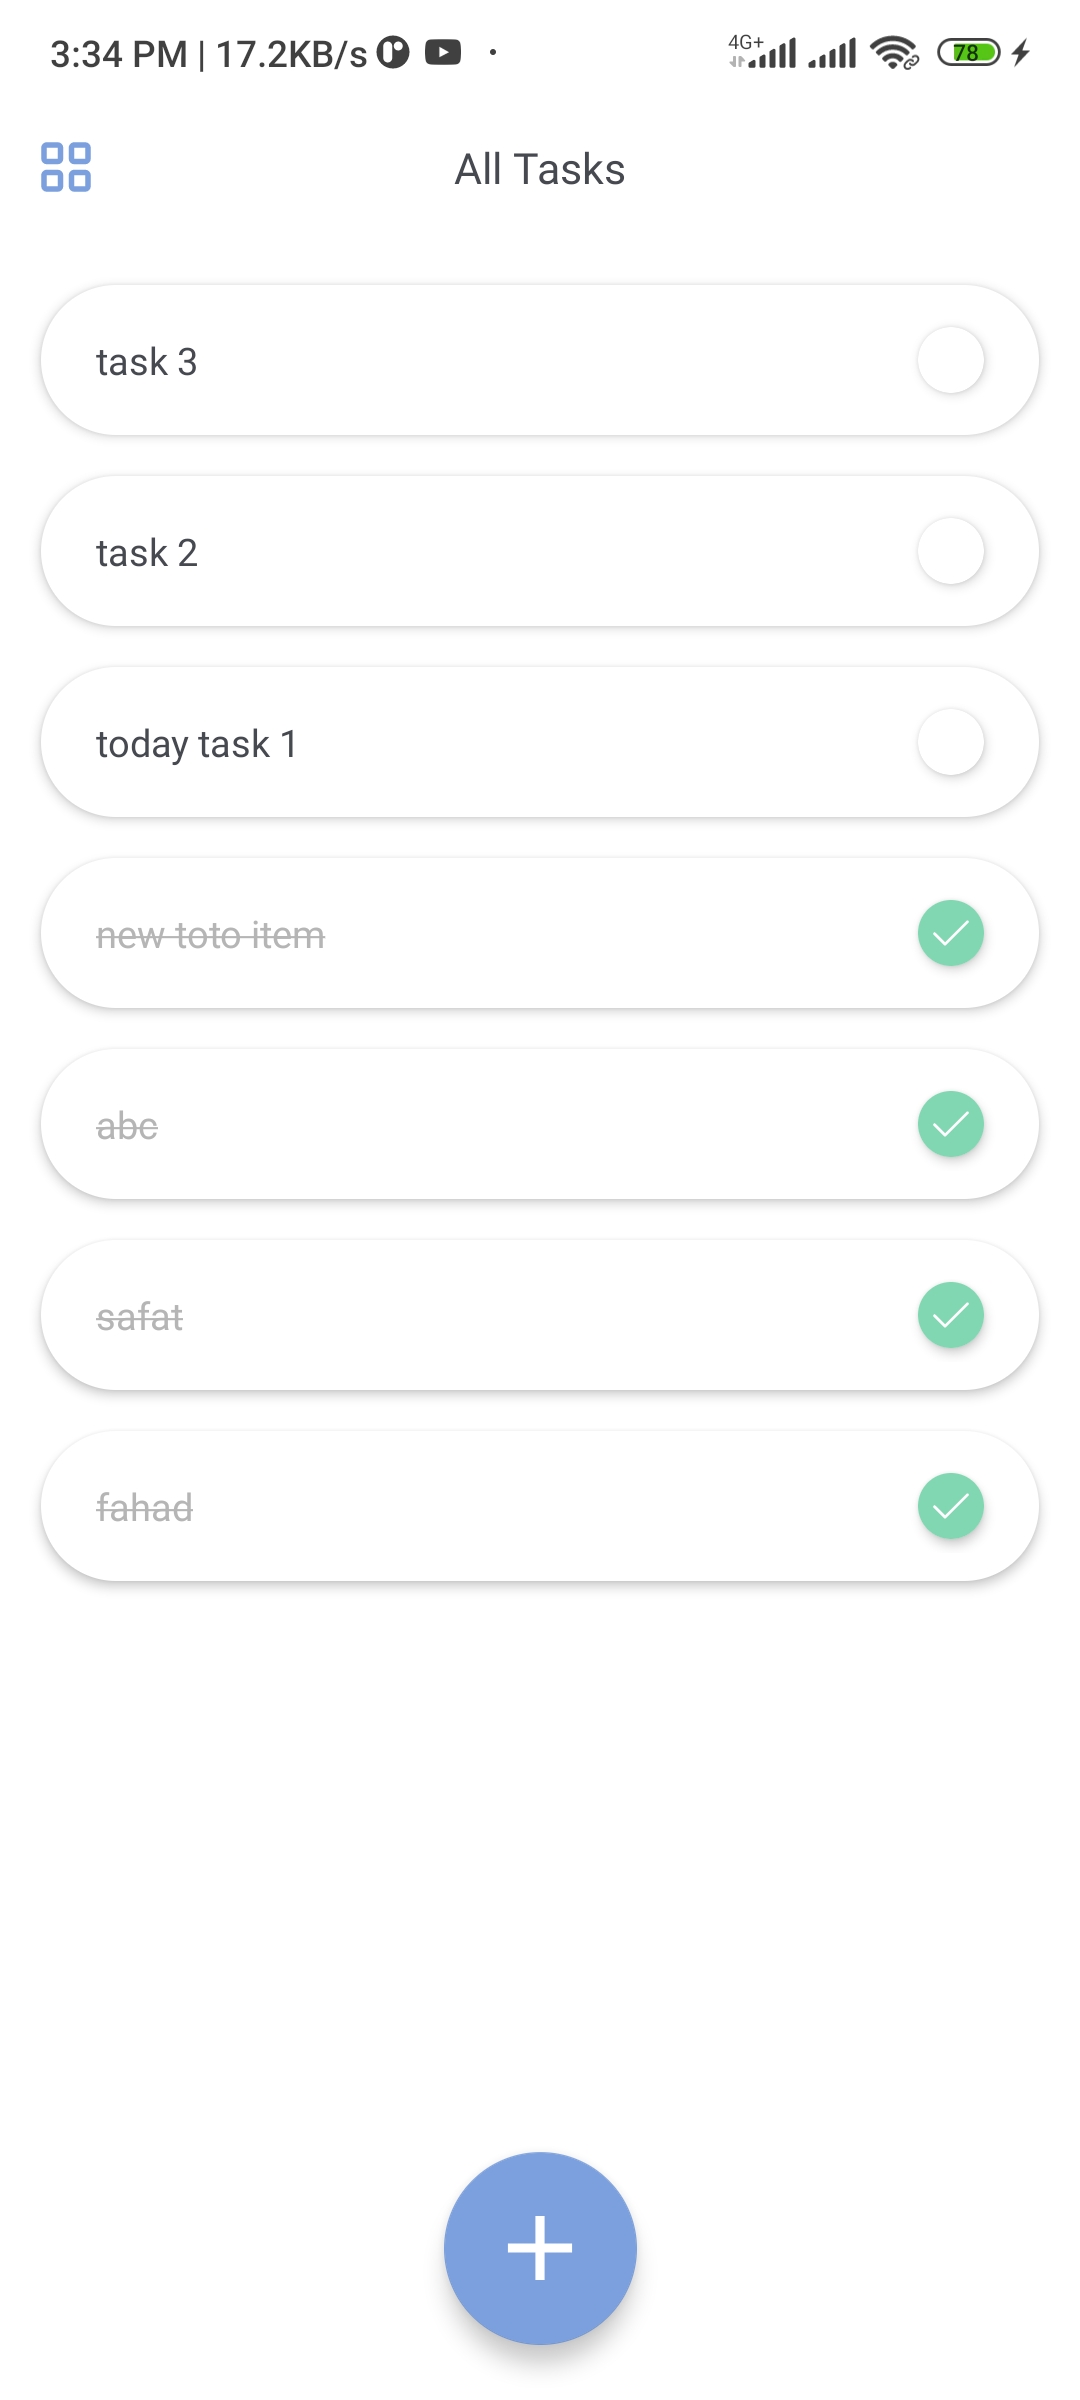 3:34 PM | 17.2KB/s 4G+ 78
All Tasks
task 3
task 2
today task 1
new toto item
abc
safat
fahad